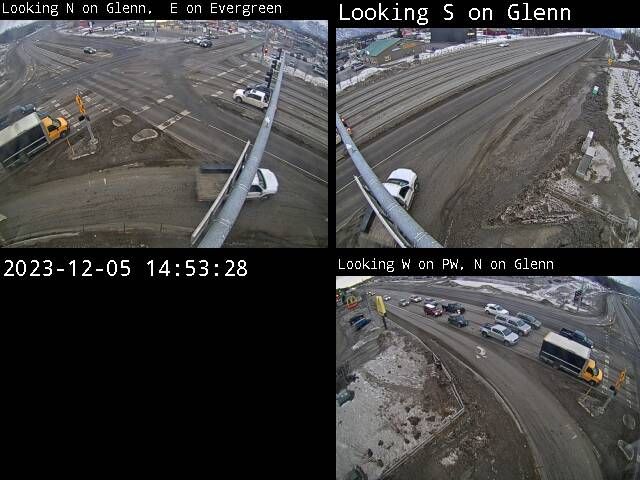 Looking N on Glenn,  E on Evergreen
Looking S on Glenn
2023-12-05 14:53:28
Looking W on PW, N on Glenn